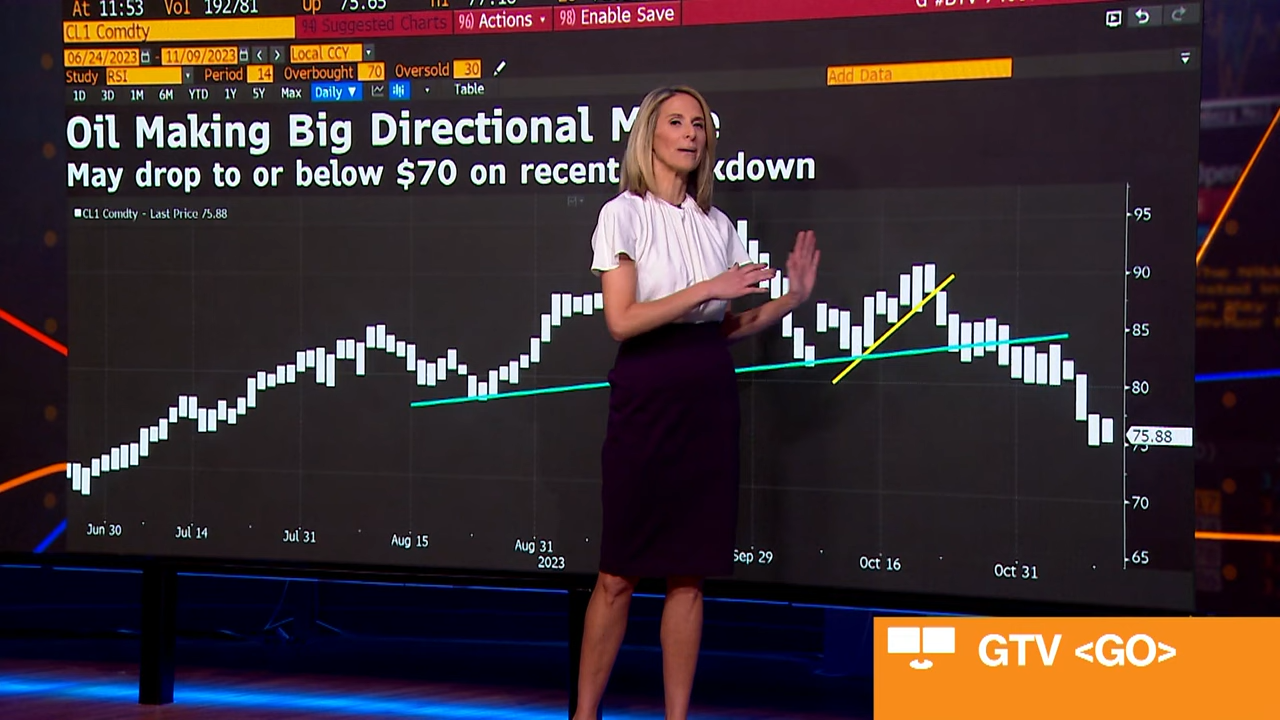 At 11:53 Vol 192781 Up 75.65 77.18
CL1 Comdty 94) Suggested Charts 96) Actions 98) Enable Save
06/24/2023 - 11/09/2023 Local CCY
Study RSI Period 14 Overbought 70 Oversold 30 Add Data
1D 3D 1M 6M YTD 1Y 5Y Max Daily ▼ Table
Oil Making Big Directional
May drop to or below $70 on recent kdown
CL1 Comdty - Last Price 75.88
95
90
85
80
75.88
75
70
65
Jun 30 Jul 14 Jul 31 Aug 15 Aug 31 Sep 29 Oct 16 Oct 31
2023
GTV <GO>